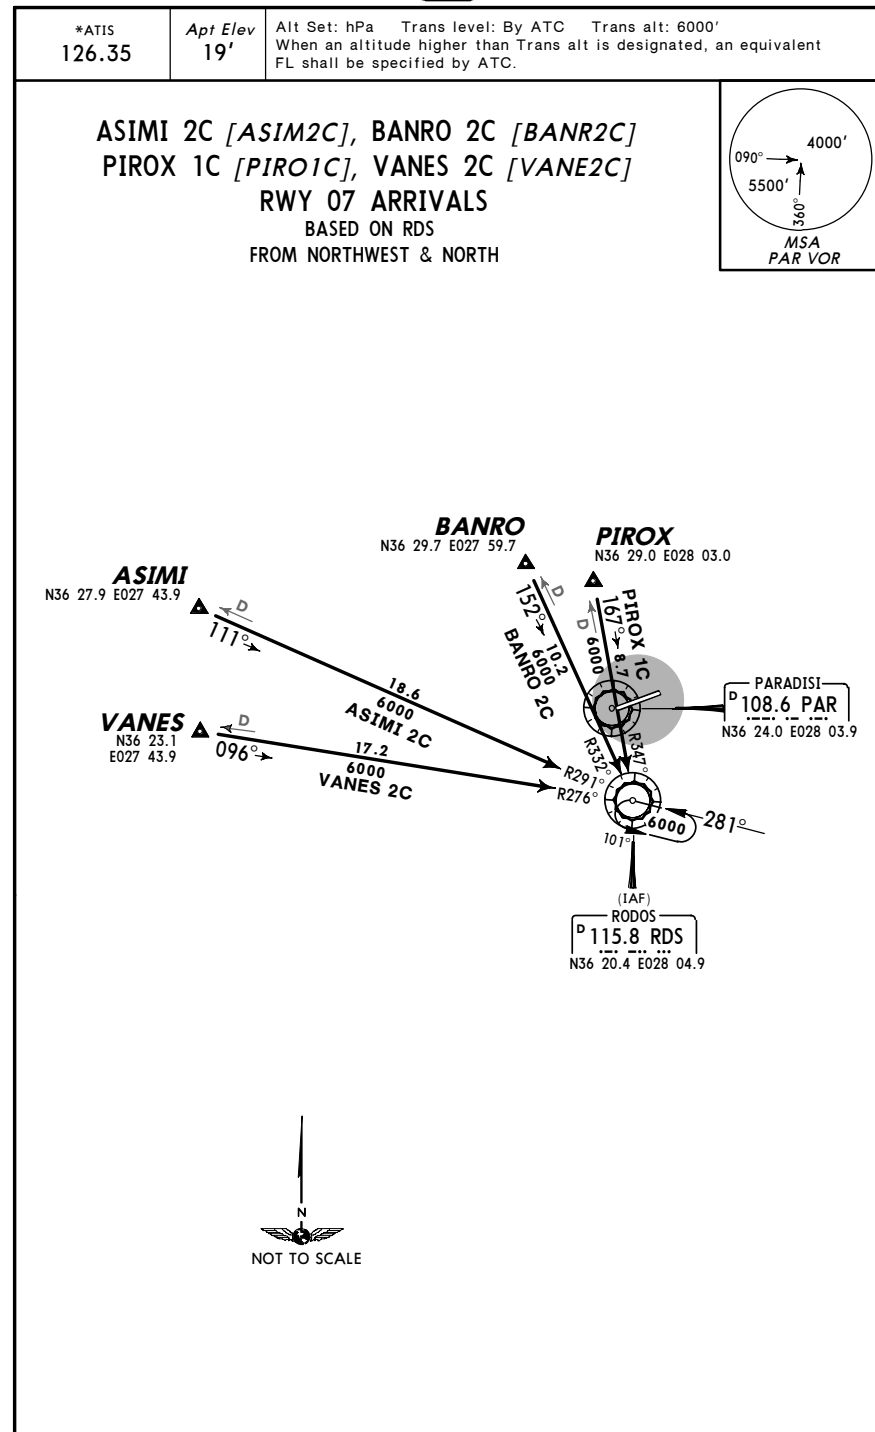 *ATIS
126.35
Apt Elev
19'
Alt Set: hPa Trans level: By ATC Trans alt: 6000'
When an altitude higher than Trans alt is designated, an equivalent
FL shall be specified by ATC.
ASIMI 2C [ASIM2C], BANRO 2C [BANR2C]
PIROX 1C [PIRO1C], VANES 2C [VANE2C]
RWY 07 ARRIVALS
BASED ON RDS
FROM NORTHWEST & NORTH
090°
4000'
5500'
360°
MSA
PAR VOR
BANRO
N36 29.7 E027 59.7
PIROX
N36 29.0 E028 03.0
ASIMI
N36 27.9 E027 43.9
D
111°
18.6
6000
ASIMI 2C
D
152°
10.2
6000
BANRO 2C
D
167°
8.7
6000
PIROX 1C
VANES
N36 23.1
E027 43.9
D
096°
17.2
6000
VANES 2C
PARADISI
D 108.6 PAR
N36 24.0 E028 03.9
R332°
R347°
R291°
R276°
6000
281°
101°
(IAF)
RODOS
D 115.8 RDS
N36 20.4 E028 04.9
N
NOT TO SCALE